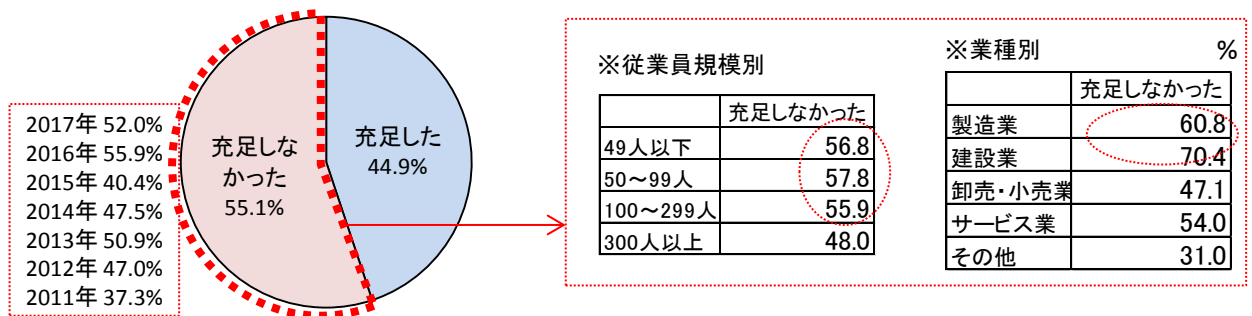 2017年 52.0%
2016年 55.9%
2015年 40.4%
2014年 47.5%
2013年 50.9%
2012年 47.0%
2011年 37.3%
充足しな
かった
55.1%
充足した
44.9%
※従業員規模別
充足しなかった
49人以下 56.8
50～99人 57.8
100～299人 55.9
300人以上 48.0
※業種別 %
充足しなかった
製造業 60.8
建設業 70.4
卸売・小売業 47.1
サービス業 54.0
その他 31.0